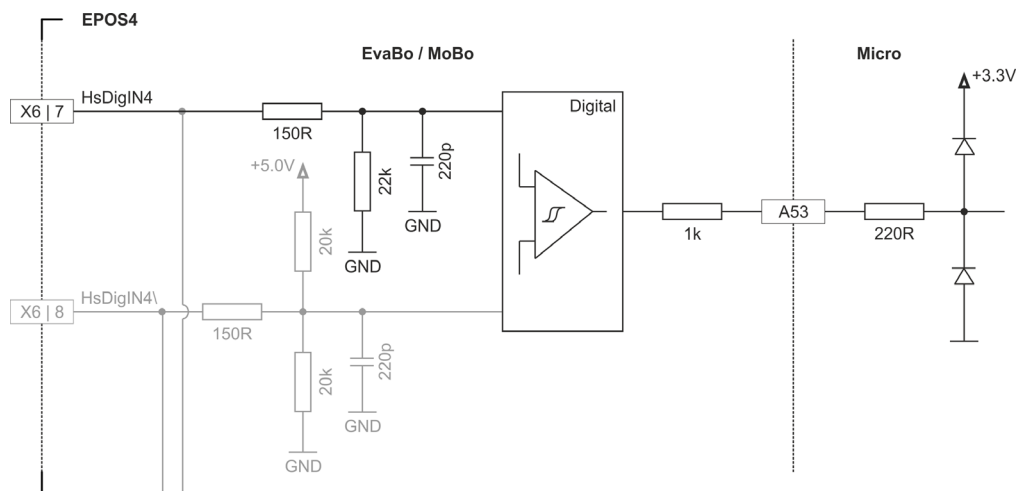 EPOS4
EvaBo / MoBo
Micro
X6 | 7
HsDigIN4
150R
22k
GND
220p
GND
Digital
+3.3V
+5.0V
20k
1k
A53
220R
X6 | 8
HsDigIN4\
150R
20k
GND
220p
GND